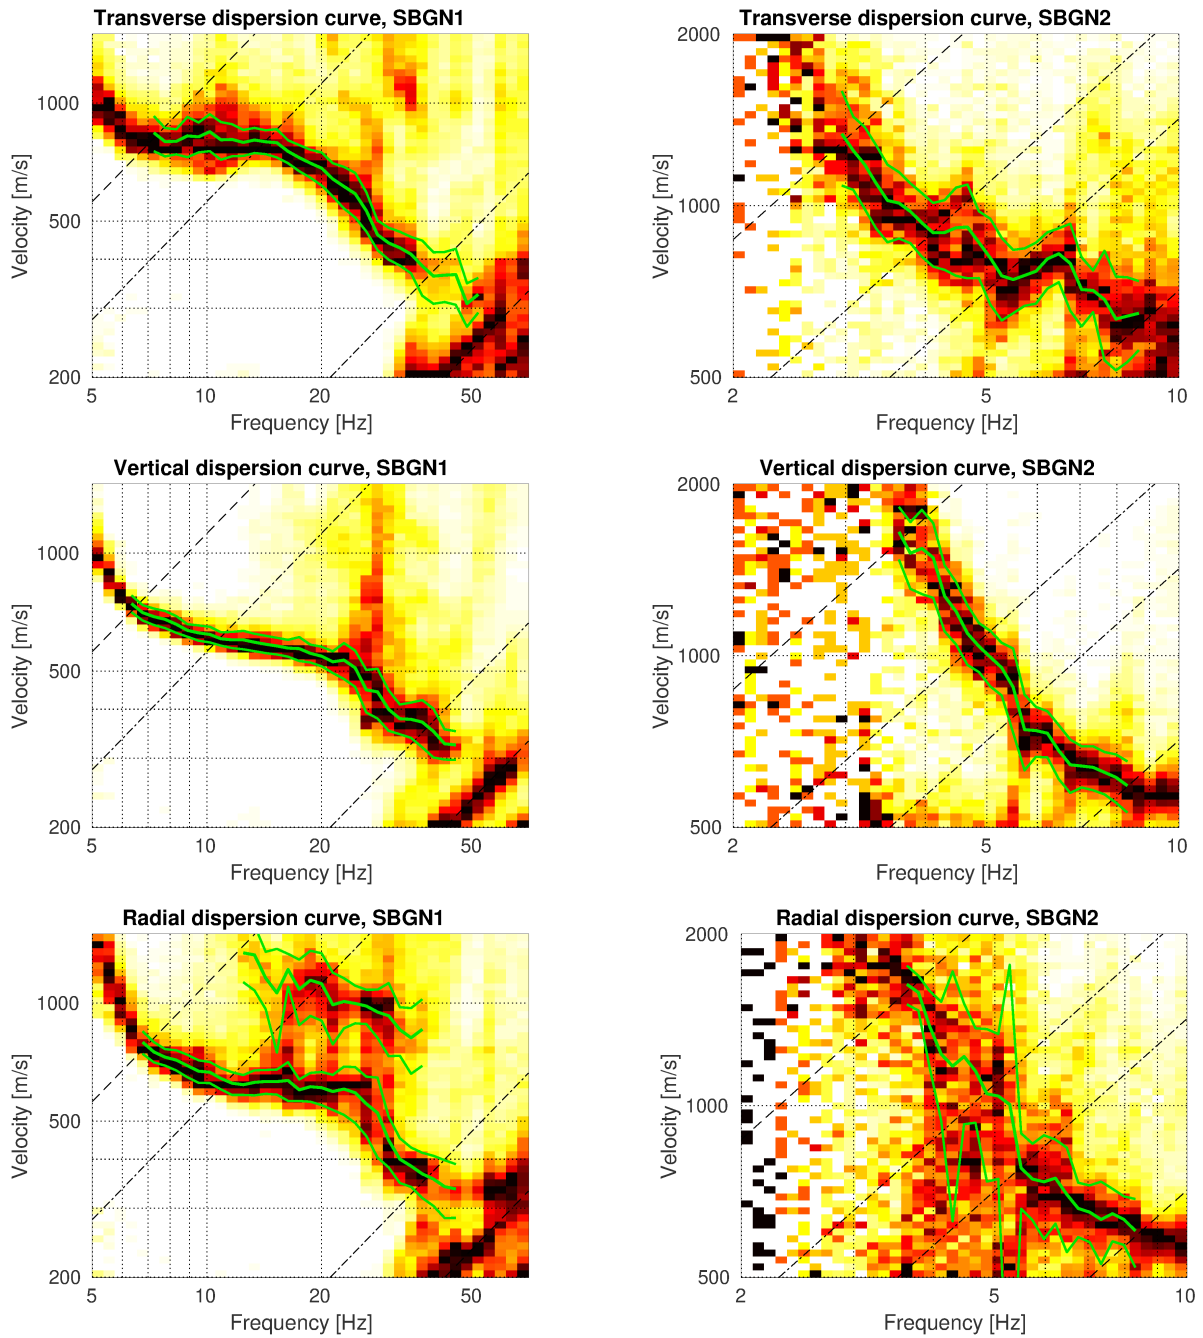 Transverse dispersion curve, SBGN1
1000
500
200
Velocity [m/s]
5
10
20
50
Frequency [Hz]
Transverse dispersion curve, SBGN2
2000
1000
500
Velocity [m/s]
2
5
10
Frequency [Hz]
Vertical dispersion curve, SBGN1
1000
500
200
Velocity [m/s]
5
10
20
50
Frequency [Hz]
Vertical dispersion curve, SBGN2
2000
1000
500
Velocity [m/s]
2
5
10
Frequency [Hz]
Radial dispersion curve, SBGN1
1000
500
200
Velocity [m/s]
5
10
20
50
Frequency [Hz]
Radial dispersion curve, SBGN2
2000
1000
500
Velocity [m/s]
2
5
10
Frequency [Hz]